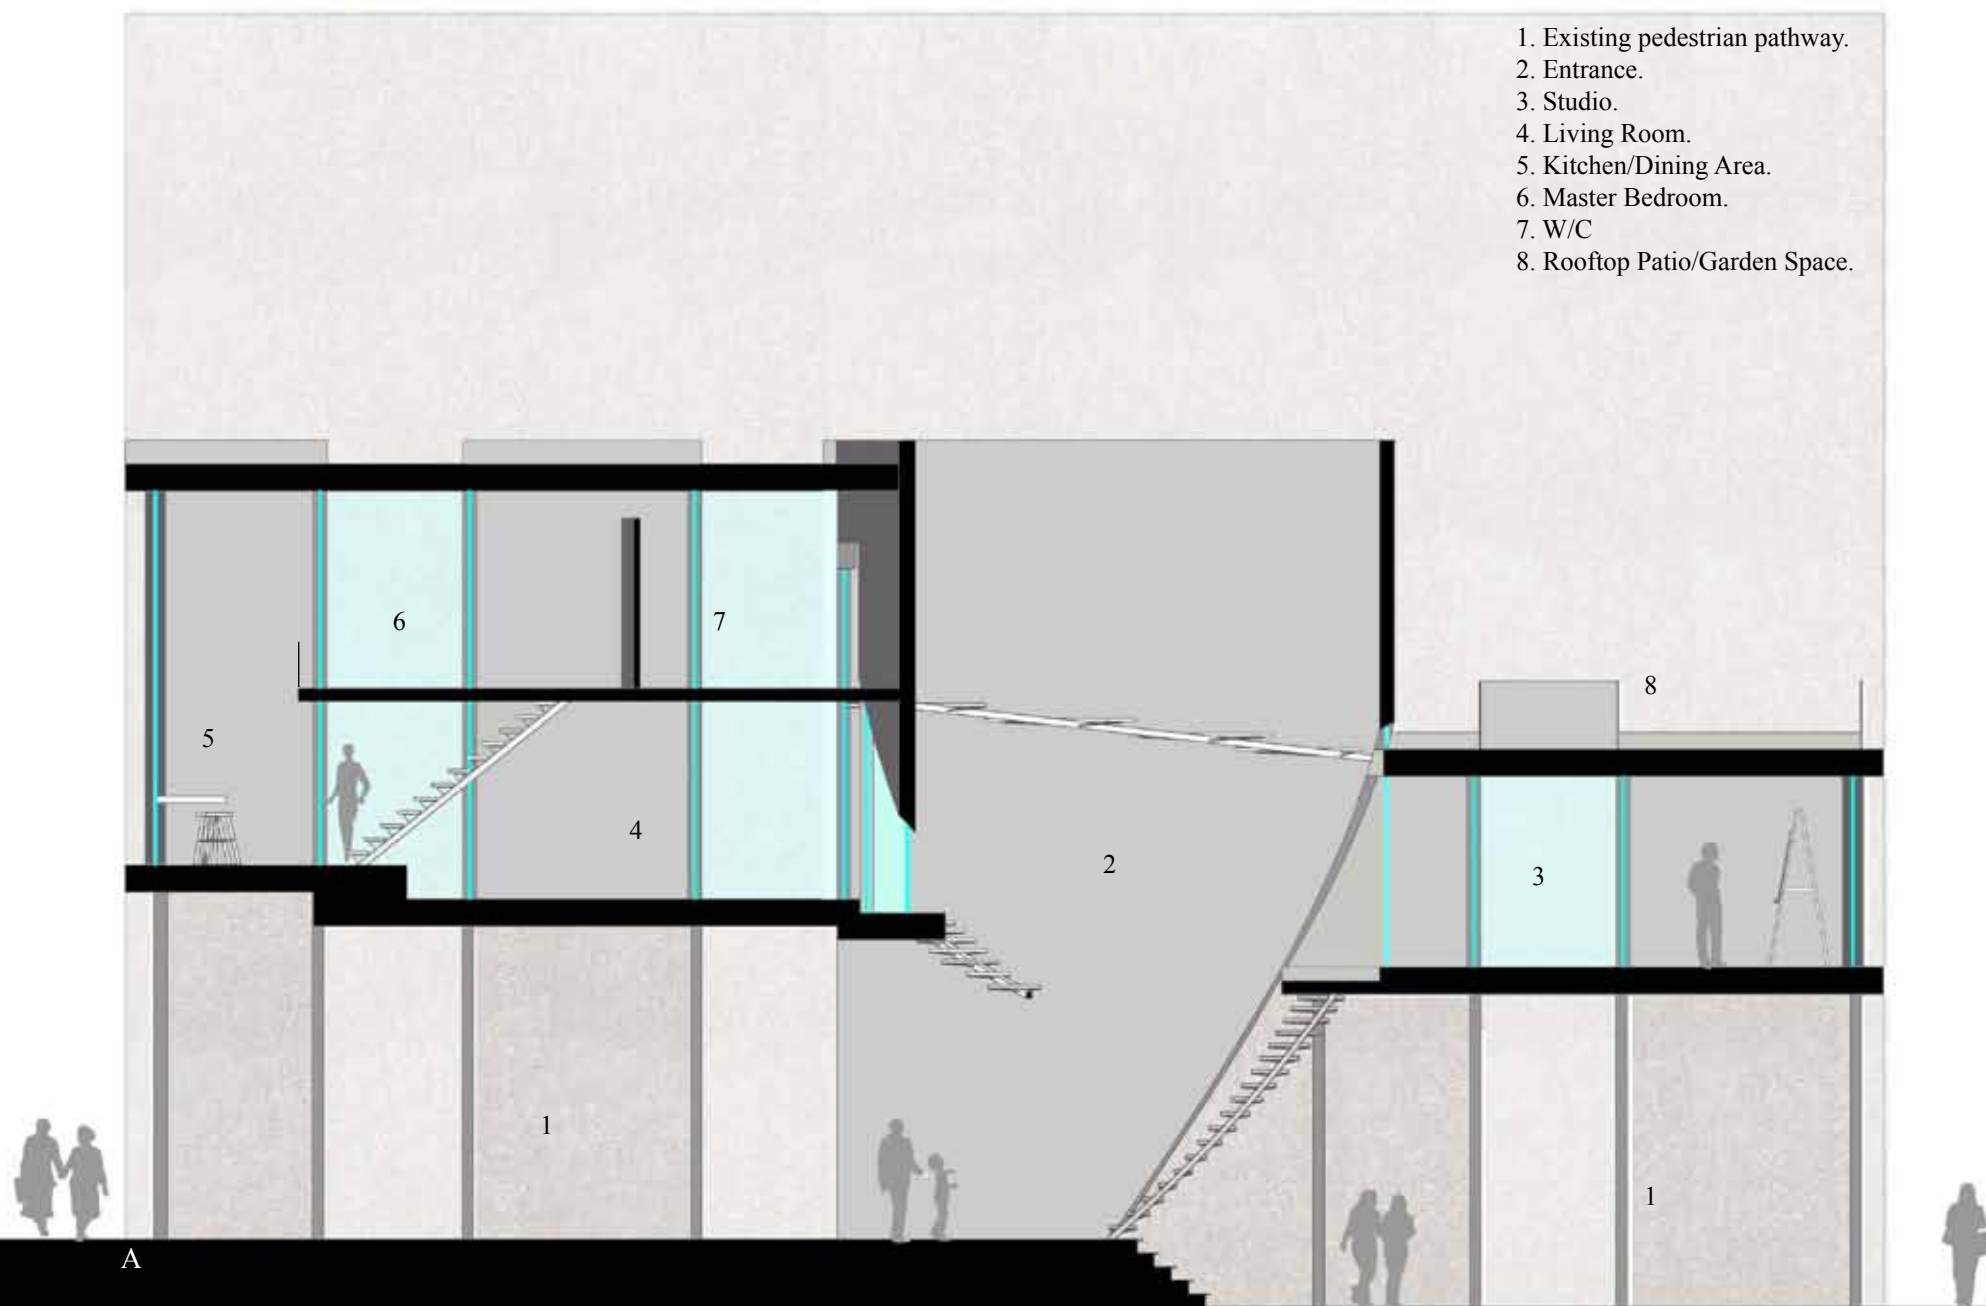 1. Existing pedestrian pathway.
2. Entrance.
3. Studio.
4. Living Room.
5. Kitchen/Dining Area.
6. Master Bedroom.
7. W/C
8. Rooftop Patio/Garden Space.
6
7
8
5
4
2
3
1
1
A